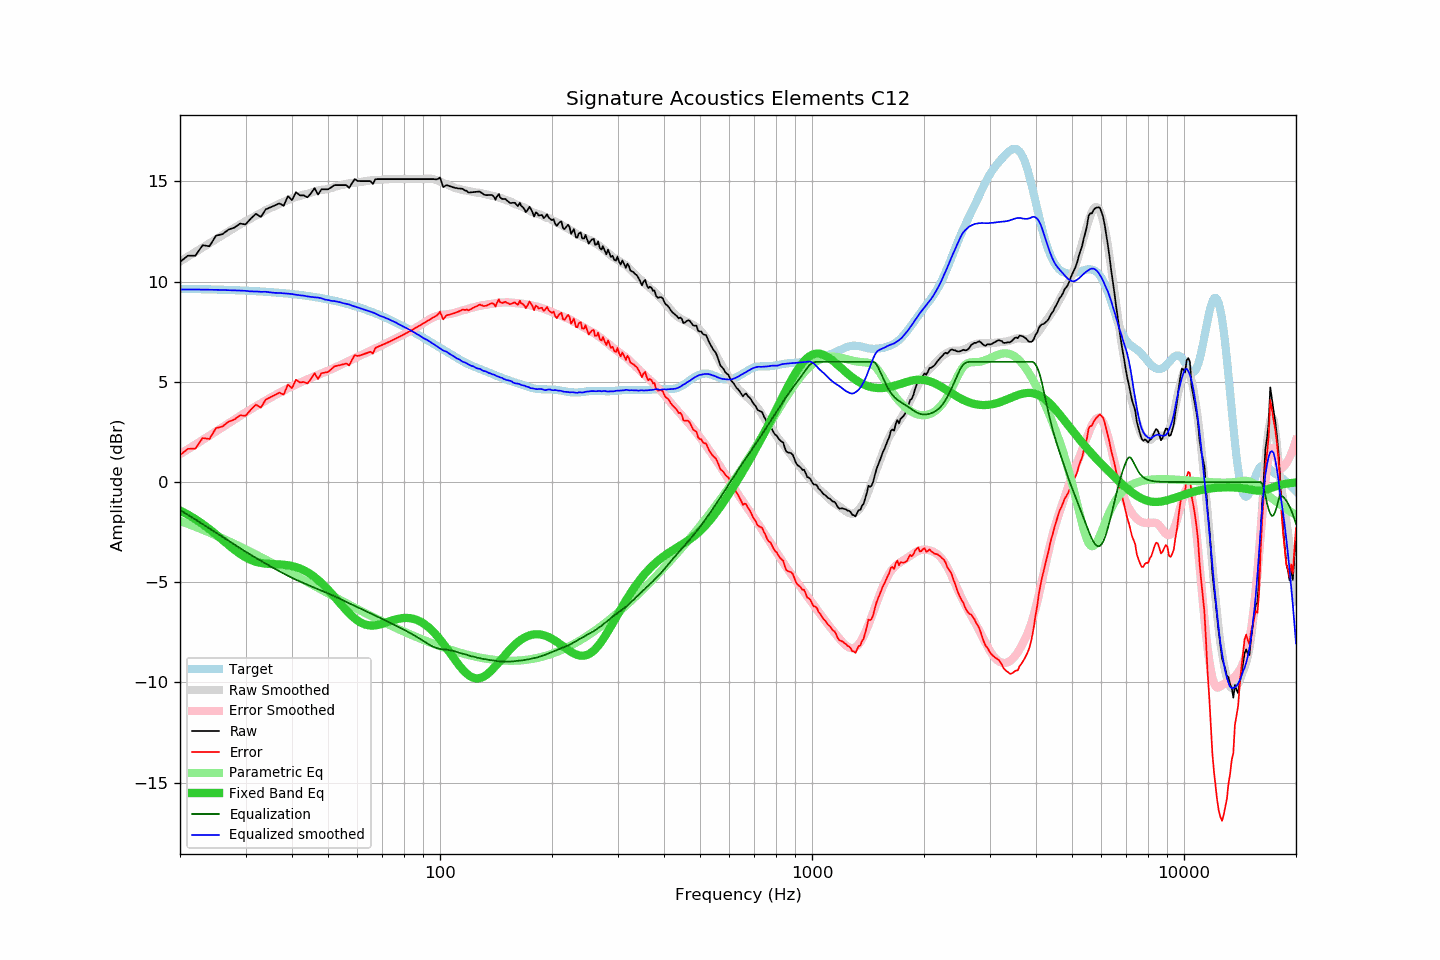 Signature Acoustics Elements C12
Amplitude (dBr)
15
10
5
0
−5
−10
−15
Target
Raw Smoothed
Error Smoothed
Raw
Error
Parametric Eq
Fixed Band Eq
Equalization
Equalized smoothed
100
1000
10000
Frequency (Hz)